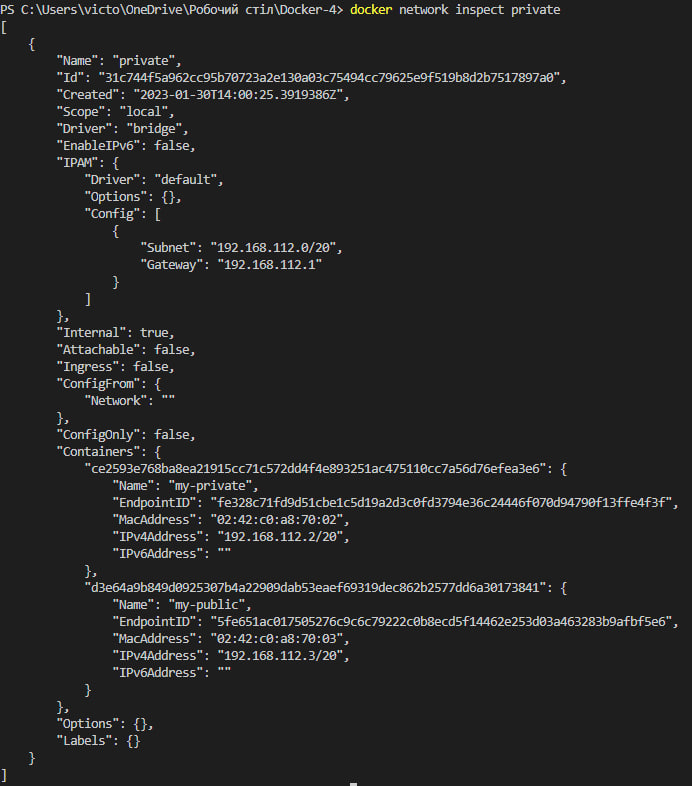 PS C:\Users\victo\OneDrive\Робочий стіл\Docker-4> docker network inspect private
[
    {
        "Name": "private",
        "Id": "31c744f5a962cc95b70723a2e130a03c75494cc79625e9f519b8d2b7517897a0",
        "Created": "2023-01-30T14:00:25.3919386Z",
        "Scope": "local",
        "Driver": "bridge",
        "EnableIPv6": false,
        "IPAM": {
            "Driver": "default",
            "Options": {},
            "Config": [
                {
                    "Subnet": "192.168.112.0/20",
                    "Gateway": "192.168.112.1"
                }
            ]
        },
        "Internal": true,
        "Attachable": false,
        "Ingress": false,
        "ConfigFrom": {
            "Network": ""
        },
        "ConfigOnly": false,
        "Containers": {
            "ce2593e768ba8ea21915cc71c572dd4f4e893251ac475110cc7a56d76efea3e6": {
                "Name": "my-private",
                "EndpointID": "fe328c71fd9d51cbe1c5d19a2d3c0fd3794e36c24446f070d94790f13ffe4f3f",
                "MacAddress": "02:42:c0:a8:70:02",
                "IPv4Address": "192.168.112.2/20",
                "IPv6Address": ""
            },
            "d3e64a9b849d0925307b4a22909dab53eaef69319dec862b2577dd6a30173841": {
                "Name": "my-public",
                "EndpointID": "5fe651ac017505276c9c6c79222c0b8ecd5f14462e253d03a463283b9afbf5e6",
                "MacAddress": "02:42:c0:a8:70:03",
                "IPv4Address": "192.168.112.3/20",
                "IPv6Address": ""
            }
        },
        "Options": {},
        "Labels": {}
    }
]